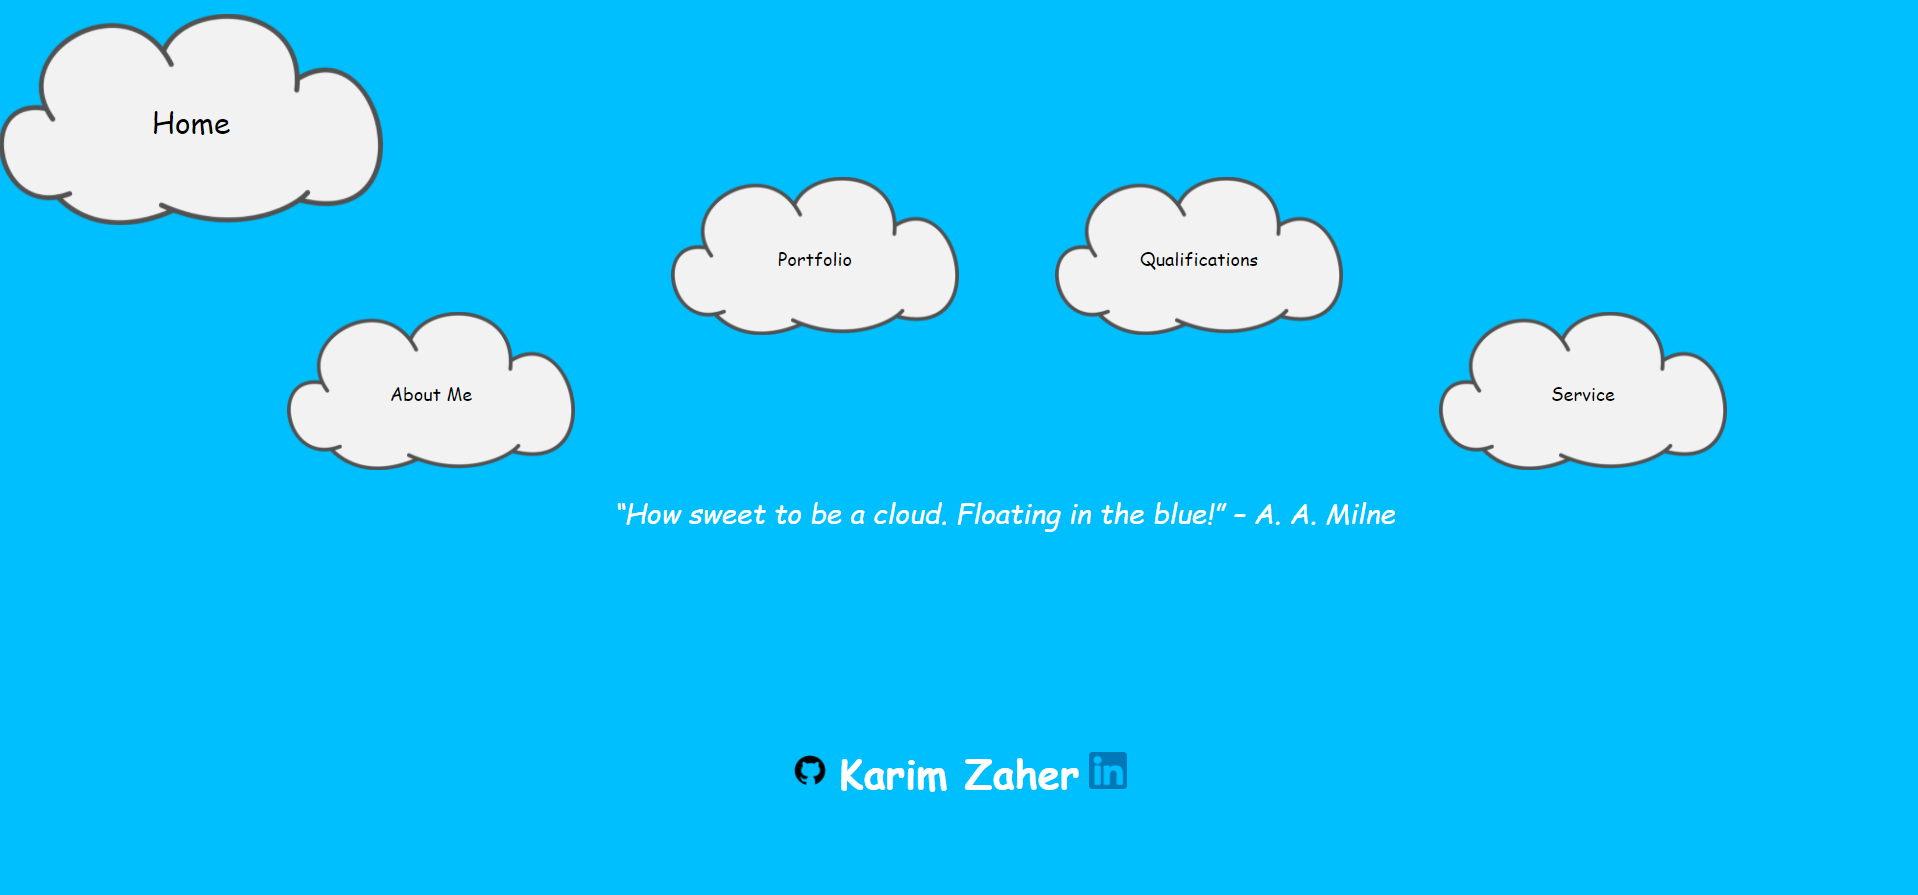 Home
Portfolio
Qualifications
About Me
Service
“How sweet to be a cloud. Floating in the blue!” – A. A. Milne
Karim Zaher in